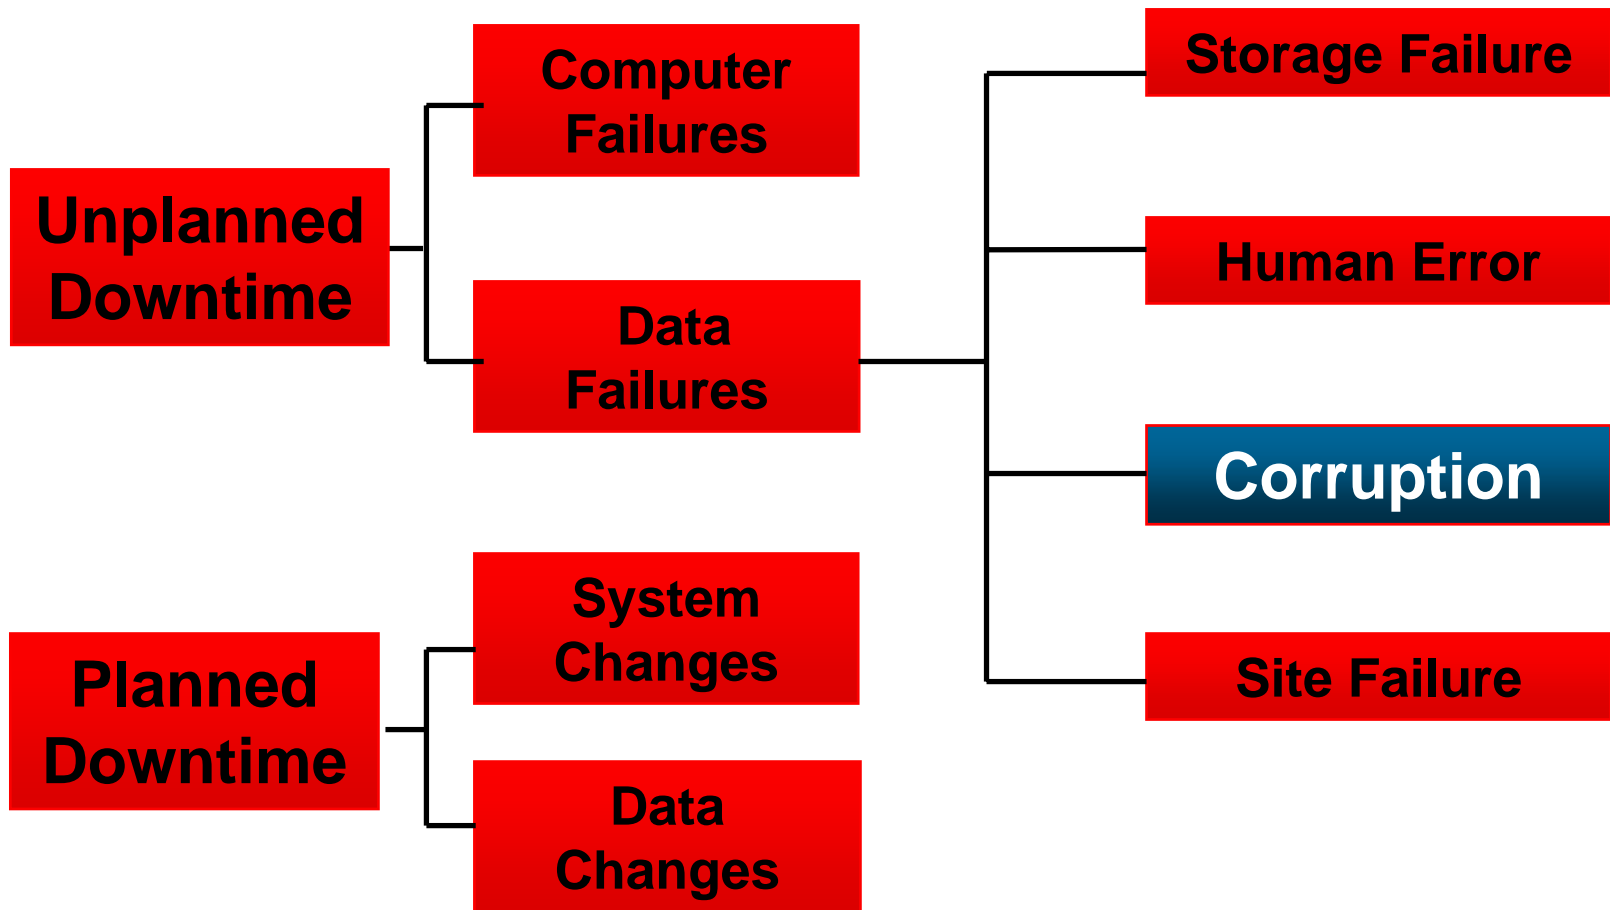 Unplanned
Downtime
Computer
Failures
Data
Failures
Storage Failure
Human Error
Corruption
Site Failure
Planned
Downtime
System
Changes
Data
Changes